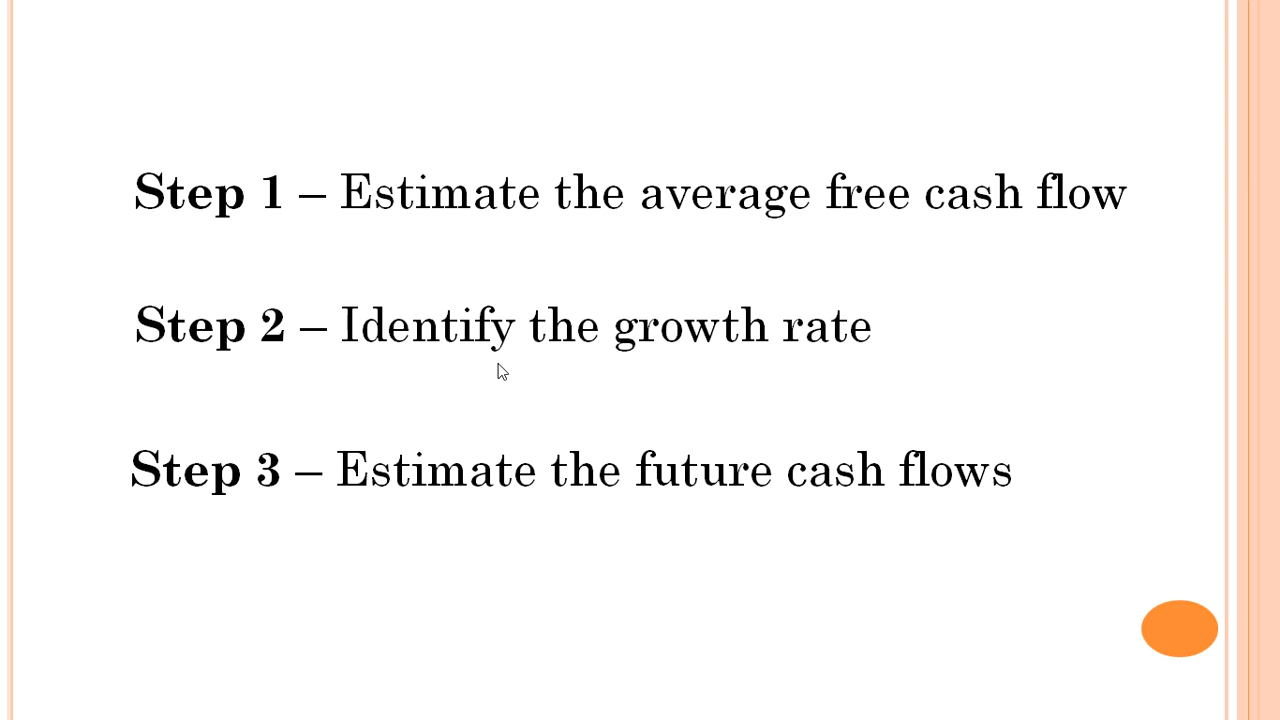 Step 1 – Estimate the average free cash flow
Step 2 – Identify the growth rate
Step 3 – Estimate the future cash flows